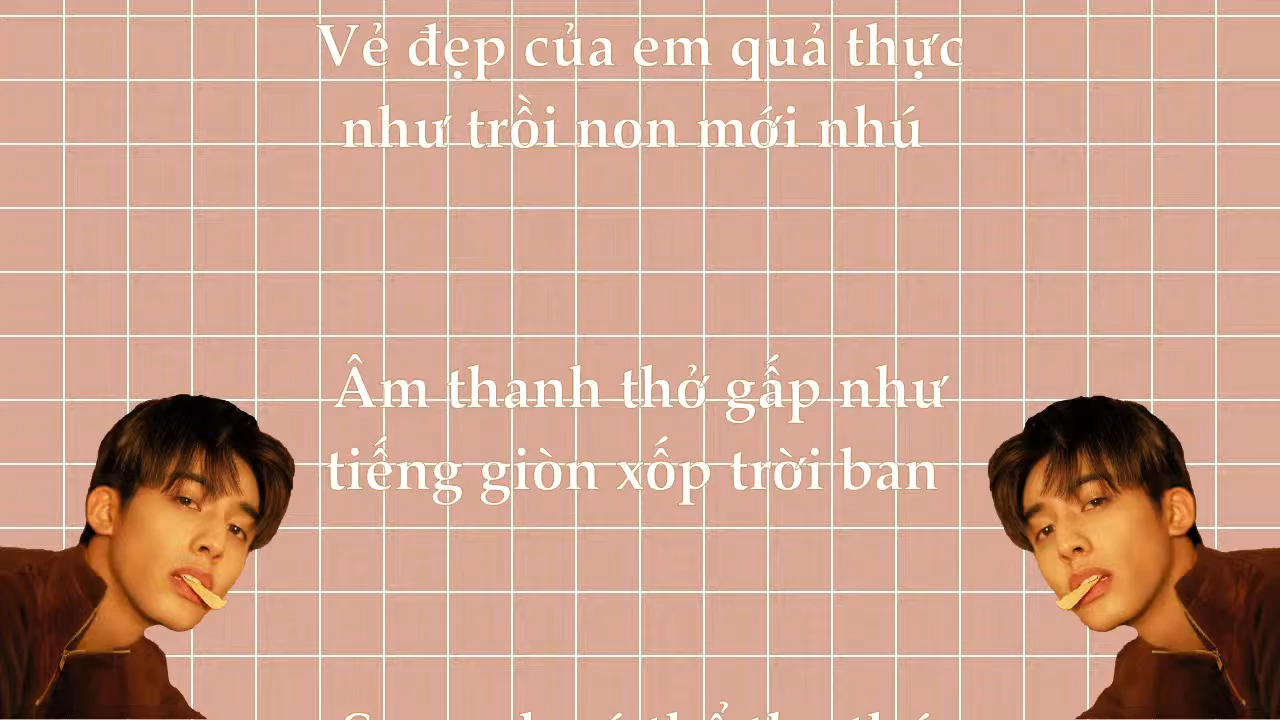 Vẻ đẹp của em quả thực
như trồi non mới nhú
Âm thanh thở gấp như
tiếng giòn xốp trời ban